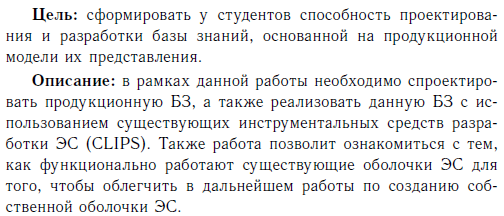 Цель: сформировать у студентов способность проектирова-
ния и разработки базы знаний, основанной на продукционной
модели их представления.
Описание: в рамках данной работы необходимо спроектиро-
вать продукционную БЗ, а также реализовать данную БЗ с ис-
пользованием существующих инструментальных средств разра-
ботки ЭС (CLIPS). Также работа позволит ознакомиться с тем,
как функционально работают существующие оболочки ЭС для
того, чтобы облегчить в дальнейшем работы по созданию соб-
ственной оболочки ЭС.